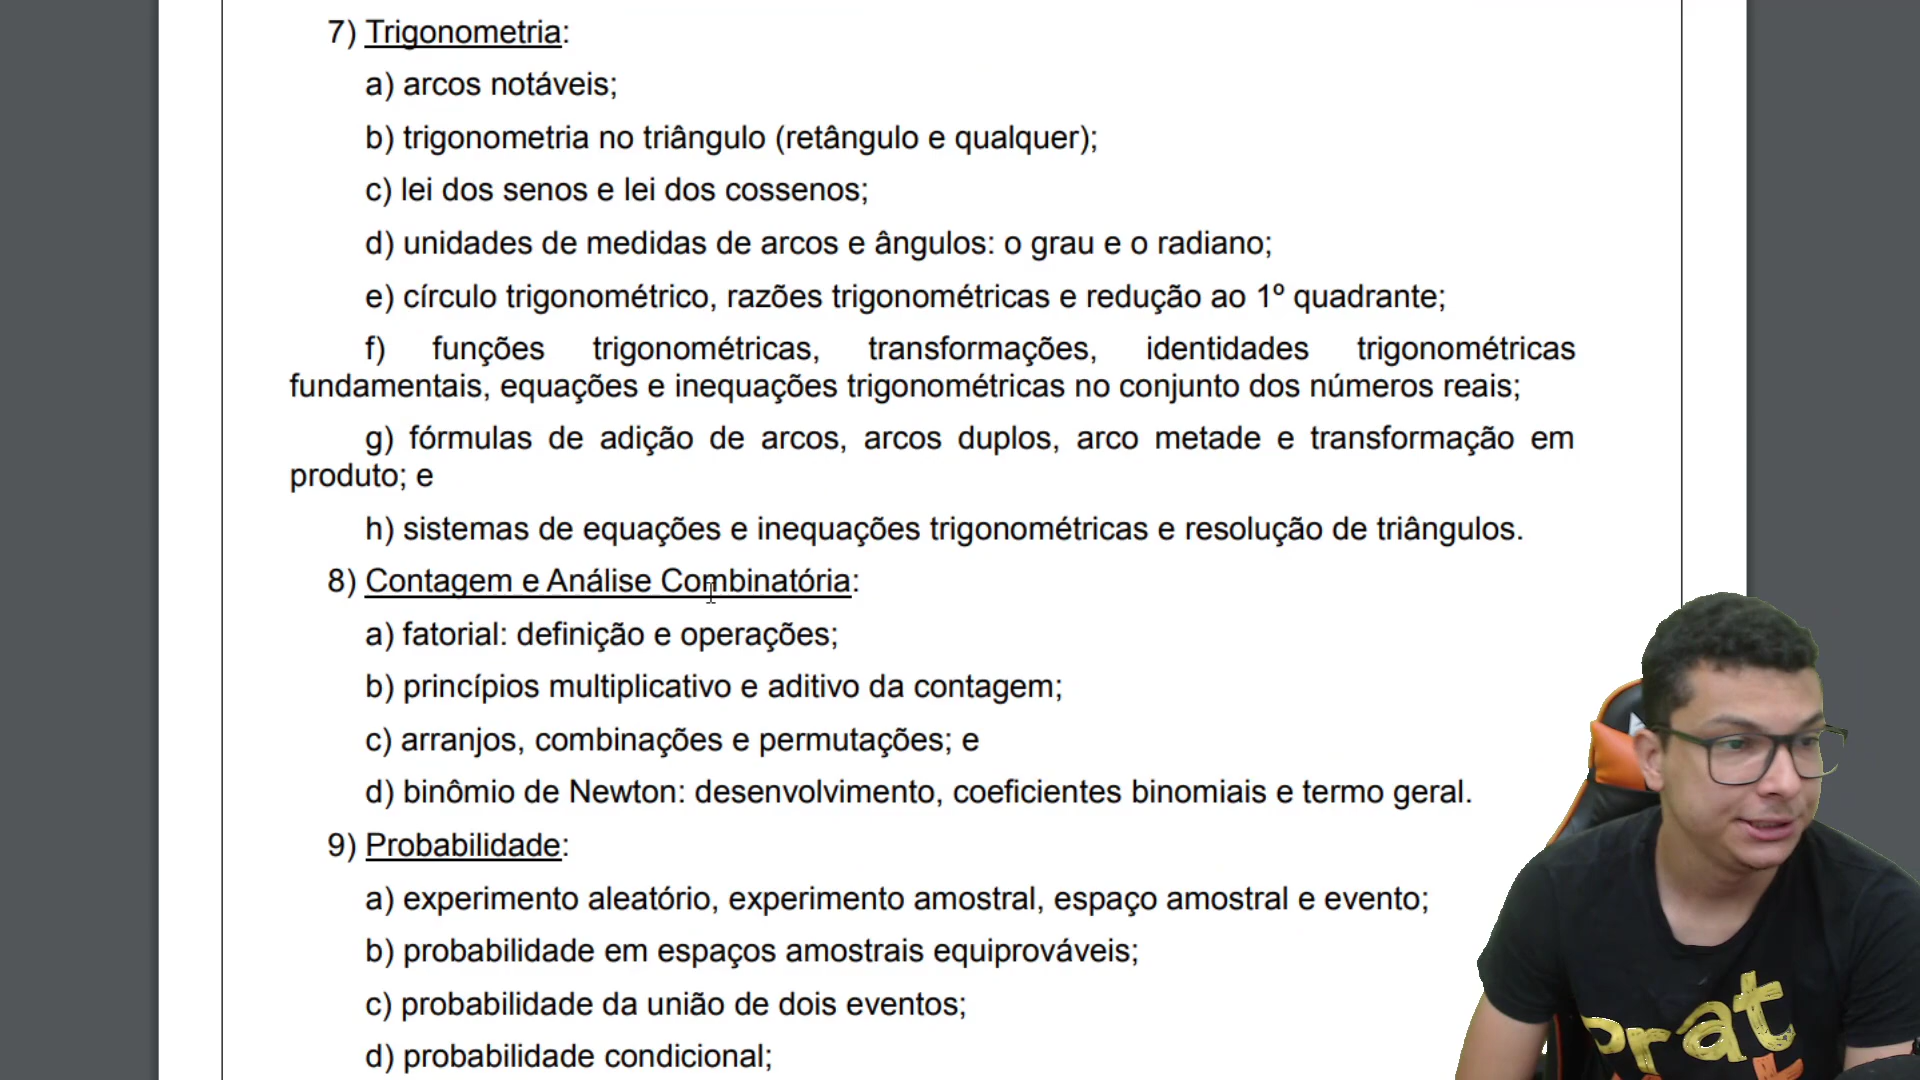 7) Trigonometria:
a) arcos notáveis;
b) trigonometria no triângulo (retângulo e qualquer);
c) lei dos senos e lei dos cossenos;
d) unidades de medidas de arcos e ângulos: o grau e o radiano;
e) círculo trigonométrico, razões trigonométricas e redução ao 1º quadrante;
f) funções trigonométricas, transformações, identidades trigonométricas
fundamentais, equações e inequações trigonométricas no conjunto dos números reais;
g) fórmulas de adição de arcos, arcos duplos, arco metade e transformação em
produto; e
h) sistemas de equações e inequações trigonométricas e resolução de triângulos.
8) Contagem e Análise Combinatória:
a) fatorial: definição e operações;
b) princípios multiplicativo e aditivo da contagem;
c) arranjos, combinações e permutações; e
d) binômio de Newton: desenvolvimento, coeficientes binomiais e termo geral.
9) Probabilidade:
a) experimento aleatório, experimento amostral, espaço amostral e evento;
b) probabilidade em espaços amostrais equiprováveis;
c) probabilidade da união de dois eventos;
d) probabilidade condicional;
prat